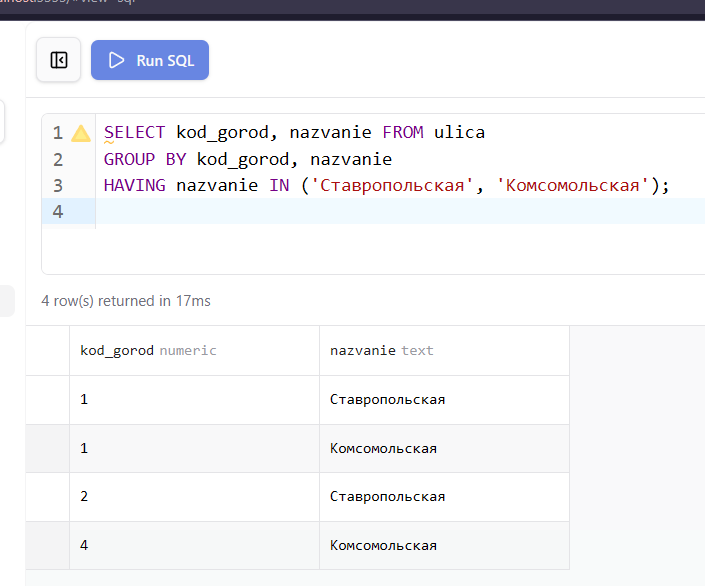 Run SQL
1 SELECT kod_gorod, nazvanie FROM ulica
2 GROUP BY kod_gorod, nazvanie
3 HAVING nazvanie IN ('Ставропольская', 'Комсомольская');
4
4 row(s) returned in 17ms
kod_gorod numeric nazvanie text
1 Ставропольская
1 Комсомольская
2 Ставропольская
4 Комсомольская